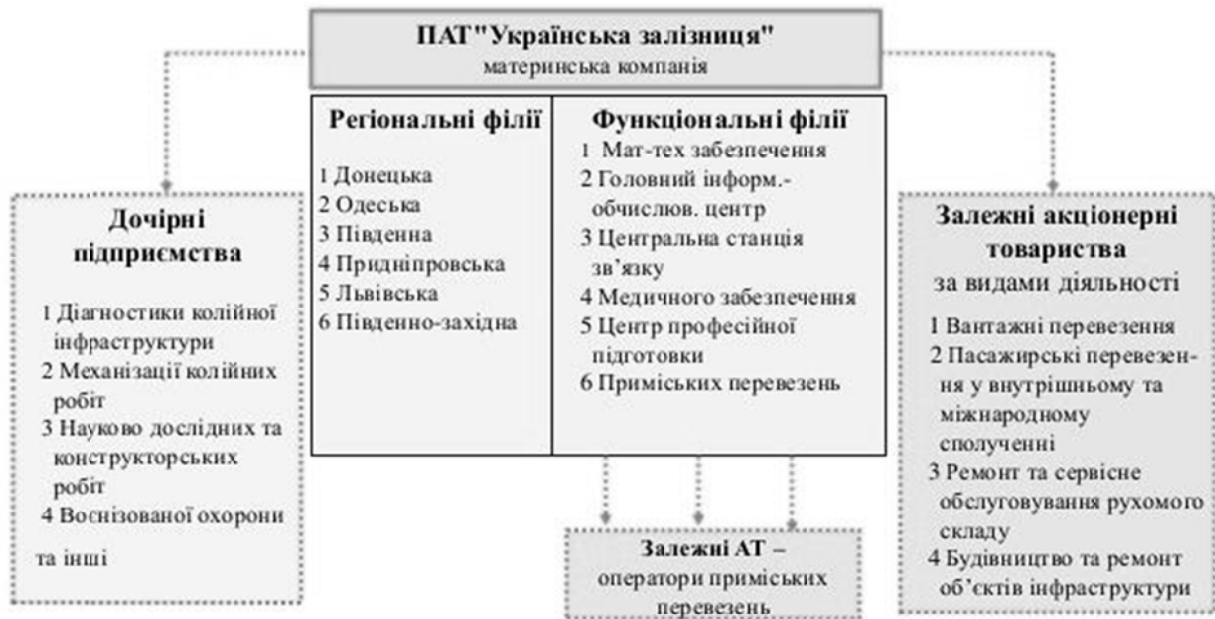 ПАТ"Українська залізниця"
материнська компанія
Регіональні філії
1 Донецька
2 Одеська
3 Південна
4 Придніпровська
5 Львівська
6 Південно-західна
Функціональні філії
1 Мат-тех забезпечення
2 Головний інформ.-
обчислюв. центр
3 Центральна станція
зв’язку
4 Медичного забезпечення
5 Центр професійної
підготовки
6 Приміських перевезень
Дочірні
підприємства
1 Діагностики колійної
інфраструктури
2 Механізації колійних
робіт
3 Науково дослідних та
конструкторських
робіт
4 Воєнізованої охорони
та інші
Залежні АТ –
оператори приміських
перевезень
Залежні акціонерні
товариства
за видами діяльності
1 Вантажні перевезення
2 Пасажирські перевезен-
ня у внутрішньому та
міжнародному
сполученні
3 Ремонт та сервісне
обслуговування рухомого
складу
4 Будівництво та ремонт
об’єктів інфраструктури